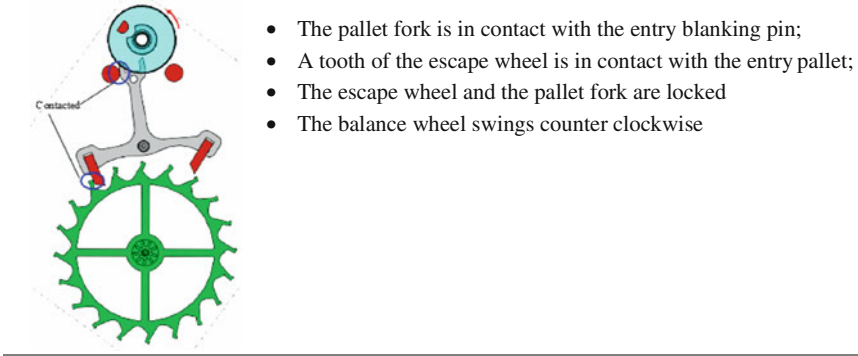 • The pallet fork is in contact with the entry blanking pin;
• A tooth of the escape wheel is in contact with the entry pallet;
• The escape wheel and the pallet fork are locked
Contacted
• The balance wheel swings counter clockwise